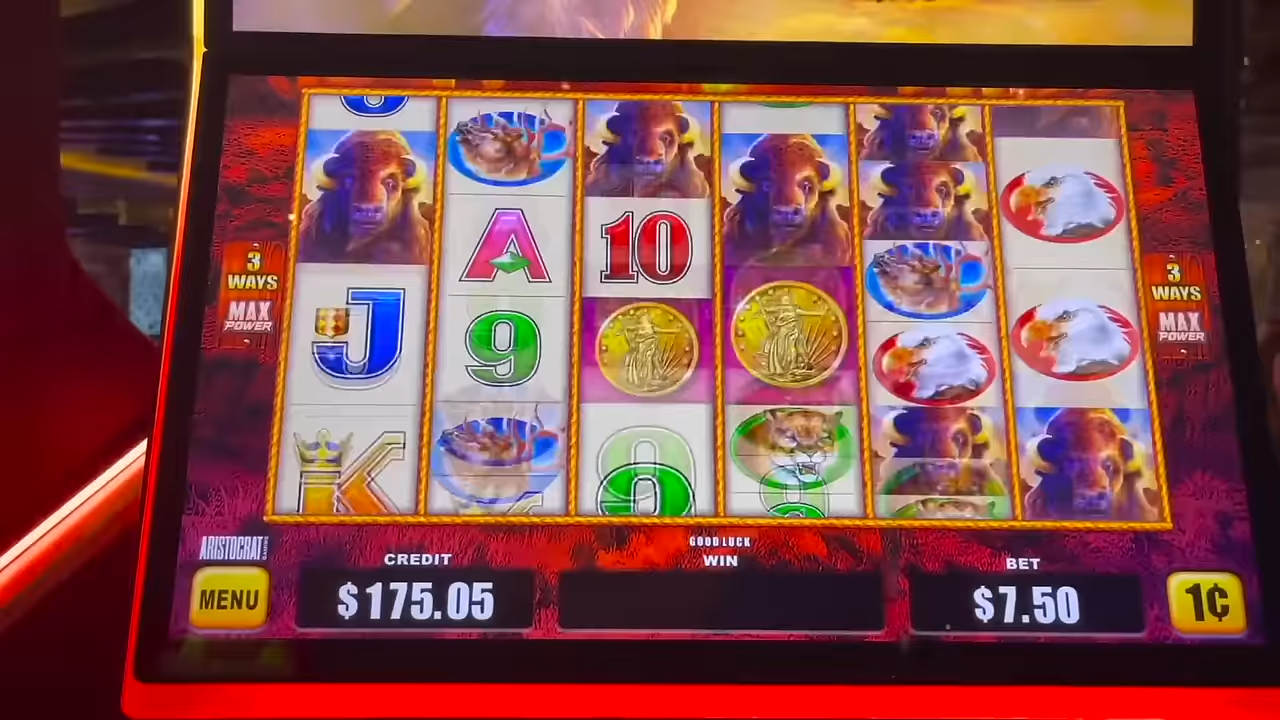 A
10
3
WAYS
MAX
POWER
J
9
K
3
WAYS
MAX
POWER
ARISTOCRAT
GOOD LUCK
CREDIT
WIN
BET
MENU
$175.05
$7.50
1¢